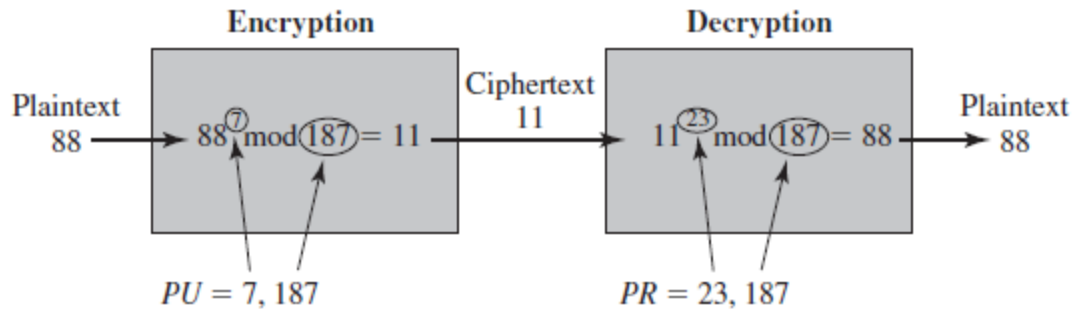 Encryption
Decryption
Plaintext
88
88^7 mod 187 = 11
Ciphertext
11
11^23 mod 187 = 88
Plaintext
88
PU = 7, 187
PR = 23, 187